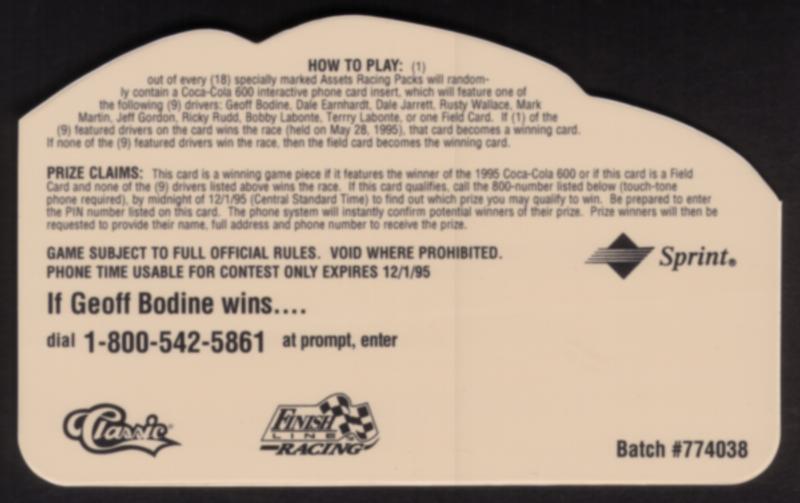 HOW TO PLAY: (1)
out of every (18) specially marked Assets Racing Packs will random-
ly contain a Coca-Cola 600 interactive phone card insert, which will feature one of
the following (9) drivers: Geoff Bodine, Dale Earnhardt, Dale Jarrett, Rusty Wallace, Mark
Martin, Jeff Gordon, Ricky Rudd, Bobby Labonte, Terrry Labonte, or one Field Card. If (1) of the
(9) featured drivers on the card wins the race (held on May 28, 1995), that card becomes a winning card.
If none of the (9) featured drivers win the race, then the field card becomes the winning card.
PRIZE CLAIMS: This card is a winning game piece if it features the winner of the 1995 Coca-Cola 600 or if this card is a Field
Card and none of the (9) drivers listed above wins the race. If this card qualifies, call the 800-number listed below (touch-tone
phone required), by midnight of 12/1/95 (Central Standard Time) to find out which prize you may qualify to win. Be prepared to enter
the PIN number listed on this card. The phone system will instantly confirm potential winners of their prize. Prize winners will then be
requested to provide their name, full address and phone number to receive the prize.
GAME SUBJECT TO FULL OFFICIAL RULES. VOID WHERE PROHIBITED.
PHONE TIME USABLE FOR CONTEST ONLY EXPIRES 12/1/95
Sprint®
If Geoff Bodine wins....
dial 1-800-542-5861 at prompt, enter
Classic®
FINISH
LINE
RACING
Batch #774038